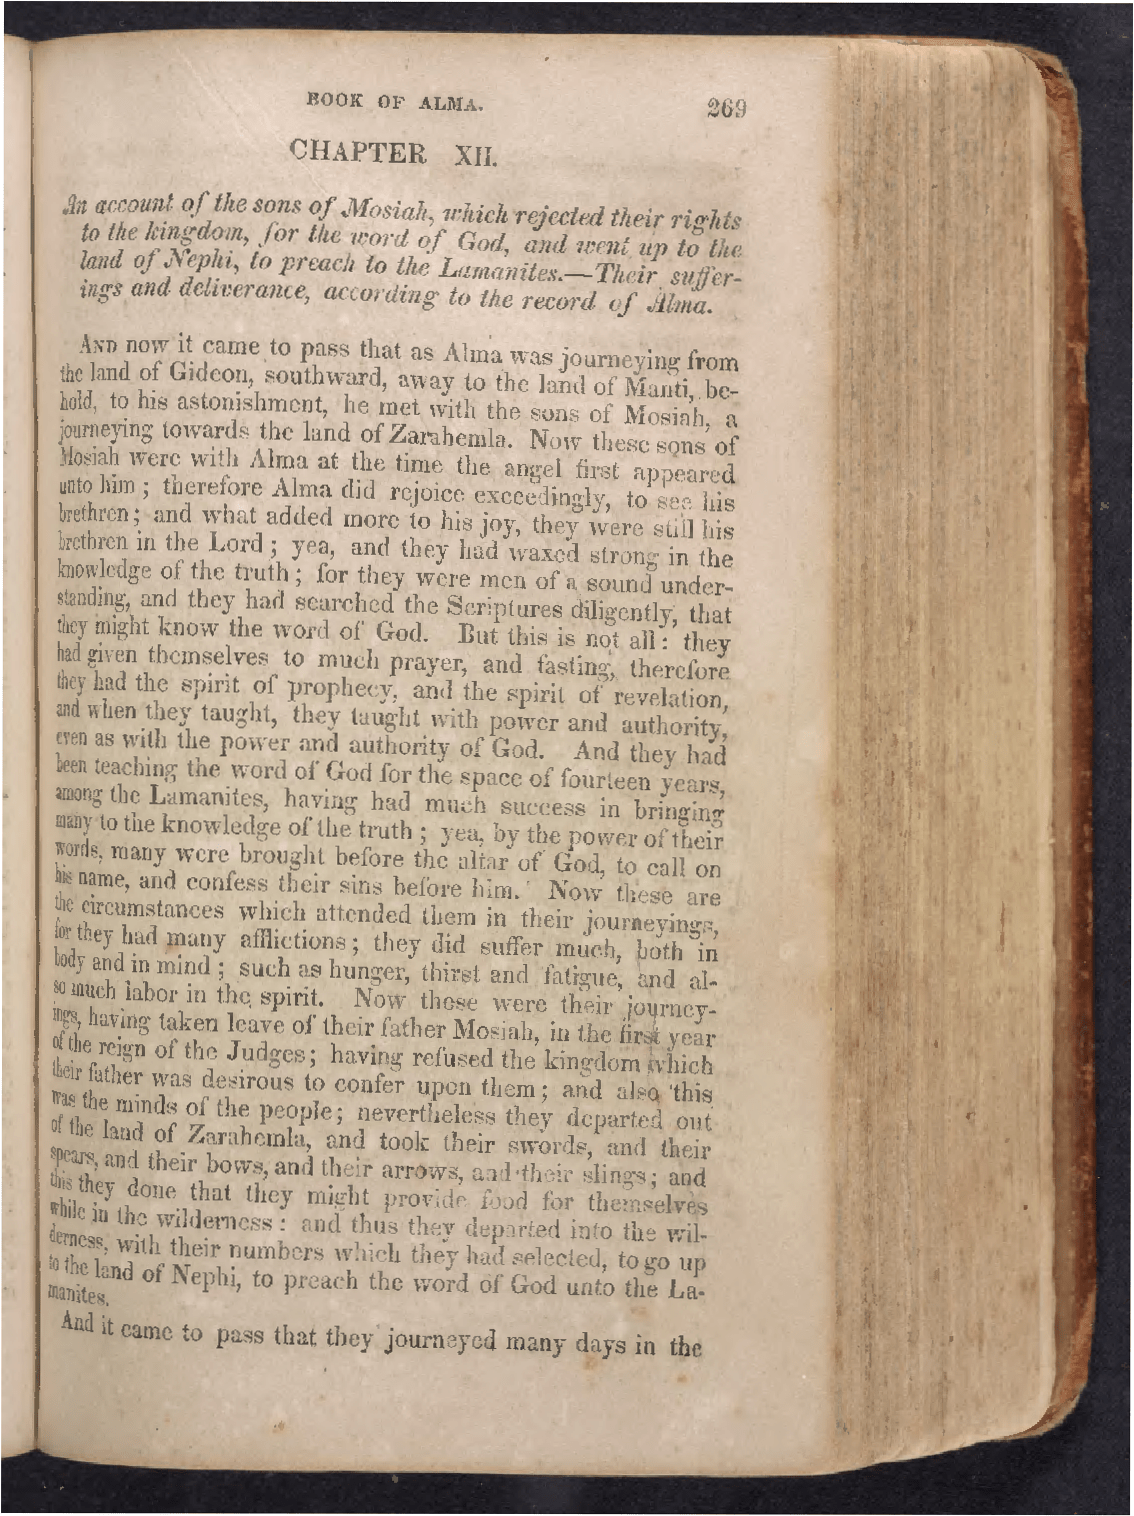 BOOK OF ALMA. 269
CHAPTER XII.
An account of the sons of Mosiah, which rejected their rights
to the kingdom, for the word of God, and went up to the
land of Nephi, to preach to the Lamanites.—Their suffer-
ings and deliverance, according to the record of Alma.
AND now it came to pass that as Alma was journeying from
the land of Gideon, southward, away to the land of Manti, be-
hold, to his astonishment, he met with the sons of Mosiah, a
journeying towards the land of Zarahemla. Now these sons of
Mosiah were with Alma at the time the angel first appeared
unto him; therefore Alma did rejoice exceedingly, to see his
brethren; and what added more to his joy, they were still his
brethren in the Lord; yea, and they had waxed strong in the
knowledge of the truth; for they were men of a sound under-
standing, and they had searched the Scriptures diligently, that
they might know the word of God. But this is not all: they
had given themselves to much prayer, and fasting, therefore
they had the spirit of prophecy, and the spirit of revelation,
and when they taught, they taught with power and authority,
even as with the power and authority of God. And they had
been teaching the word of God for the space of fourteen years,
among the Lamanites, having had much success in bringing
many to the knowledge of the truth; yea, by the power of their
words, many were brought before the altar of God, to call on
his name, and confess their sins before him. Now these are
the circumstances which attended them in their journeyings,
for they had many afflictions; they did suffer much, both in
body and in mind; such as hunger, thirst and fatigue, and al-
so much labor in the spirit. Now these were their journey-
ings, having taken leave of their father Mosiah, in the first year
of the reign of the Judges; having refused the kingdom which
their father was desirous to confer upon them; and also this
was the minds of the people; nevertheless they departed out
of the land of Zarahemla, and took their swords, and their
spears, and their bows, and their arrows, and their slings; and
this they done that they might provide food for themselves
while in the wilderness: and thus they departed into the wil-
derness, with their numbers which they had selected, to go up
to the land of Nephi, to preach the word of God unto the La-
manites.
And it came to pass that they journeyed many days in the